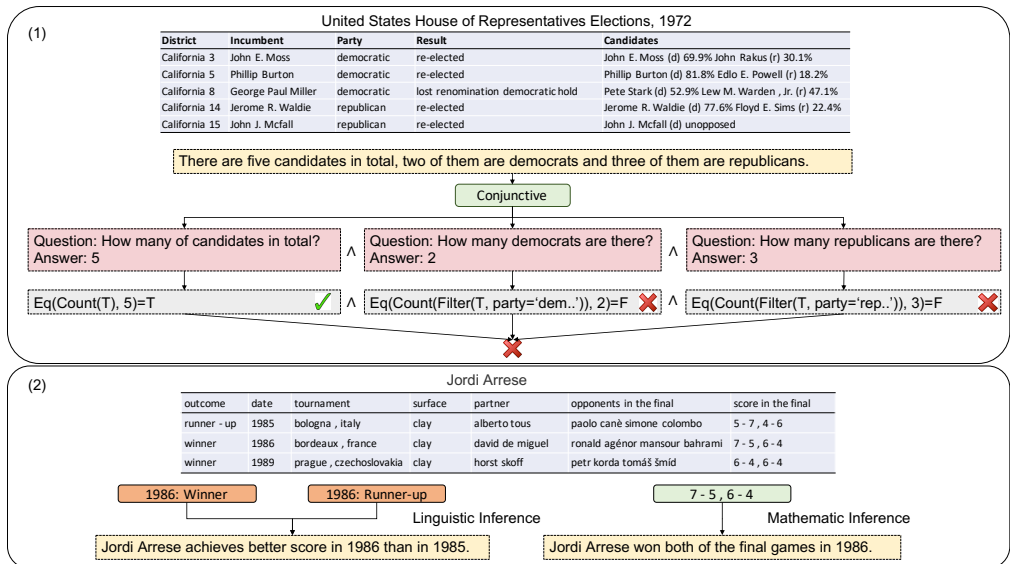 (1)
United States House of Representatives Elections, 1972
District Incumbent Party Result Candidates
California 3 John E. Moss democratic re-elected John E. Moss (d) 69.9% John Rakus (r) 30.1%
California 5 Phillip Burton democratic re-elected Phillip Burton (d) 81.8% Edlo E. Powell (r) 18.2%
California 8 George Paul Miller democratic lost renomination democratic hold Pete Stark (d) 52.9% Lew M. Warden , Jr. (r) 47.1%
California 14 Jerome R. Waldie republican re-elected Jerome R. Waldie (d) 77.6% Floyd E. Sims (r) 22.4%
California 15 John J. Mcfall republican re-elected John J. Mcfall (d) unopposed
There are five candidates in total, two of them are democrats and three of them are republicans.
Conjunctive
Question: How many of candidates in total?
Answer: 5
∧
Question: How many democrats are there?
Answer: 2
∧
Question: How many republicans are there?
Answer: 3
Eq(Count(T), 5)=T
∧
Eq(Count(Filter(T, party=‘dem..’)), 2)=F
∧
Eq(Count(Filter(T, party=‘rep..’)), 3)=F
(2)
Jordi Arrese
outcome date tournament surface partner opponents in the final score in the final
runner - up 1985 bologna , italy clay alberto tous paolo canè simone colombo 5 - 7 , 4 - 6
winner 1986 bordeaux , france clay david de miguel ronald agénor mansour bahrami 7 - 5 , 6 - 4
winner 1989 prague , czechoslovakia clay horst skoff petr korda tomáš šmíd 6 - 4 , 6 - 4
1986: Winner 1986: Runner-up 7 - 5 , 6 - 4
Linguistic Inference Mathematic Inference
Jordi Arrese achieves better score in 1986 than in 1985. Jordi Arrese won both of the final games in 1986.